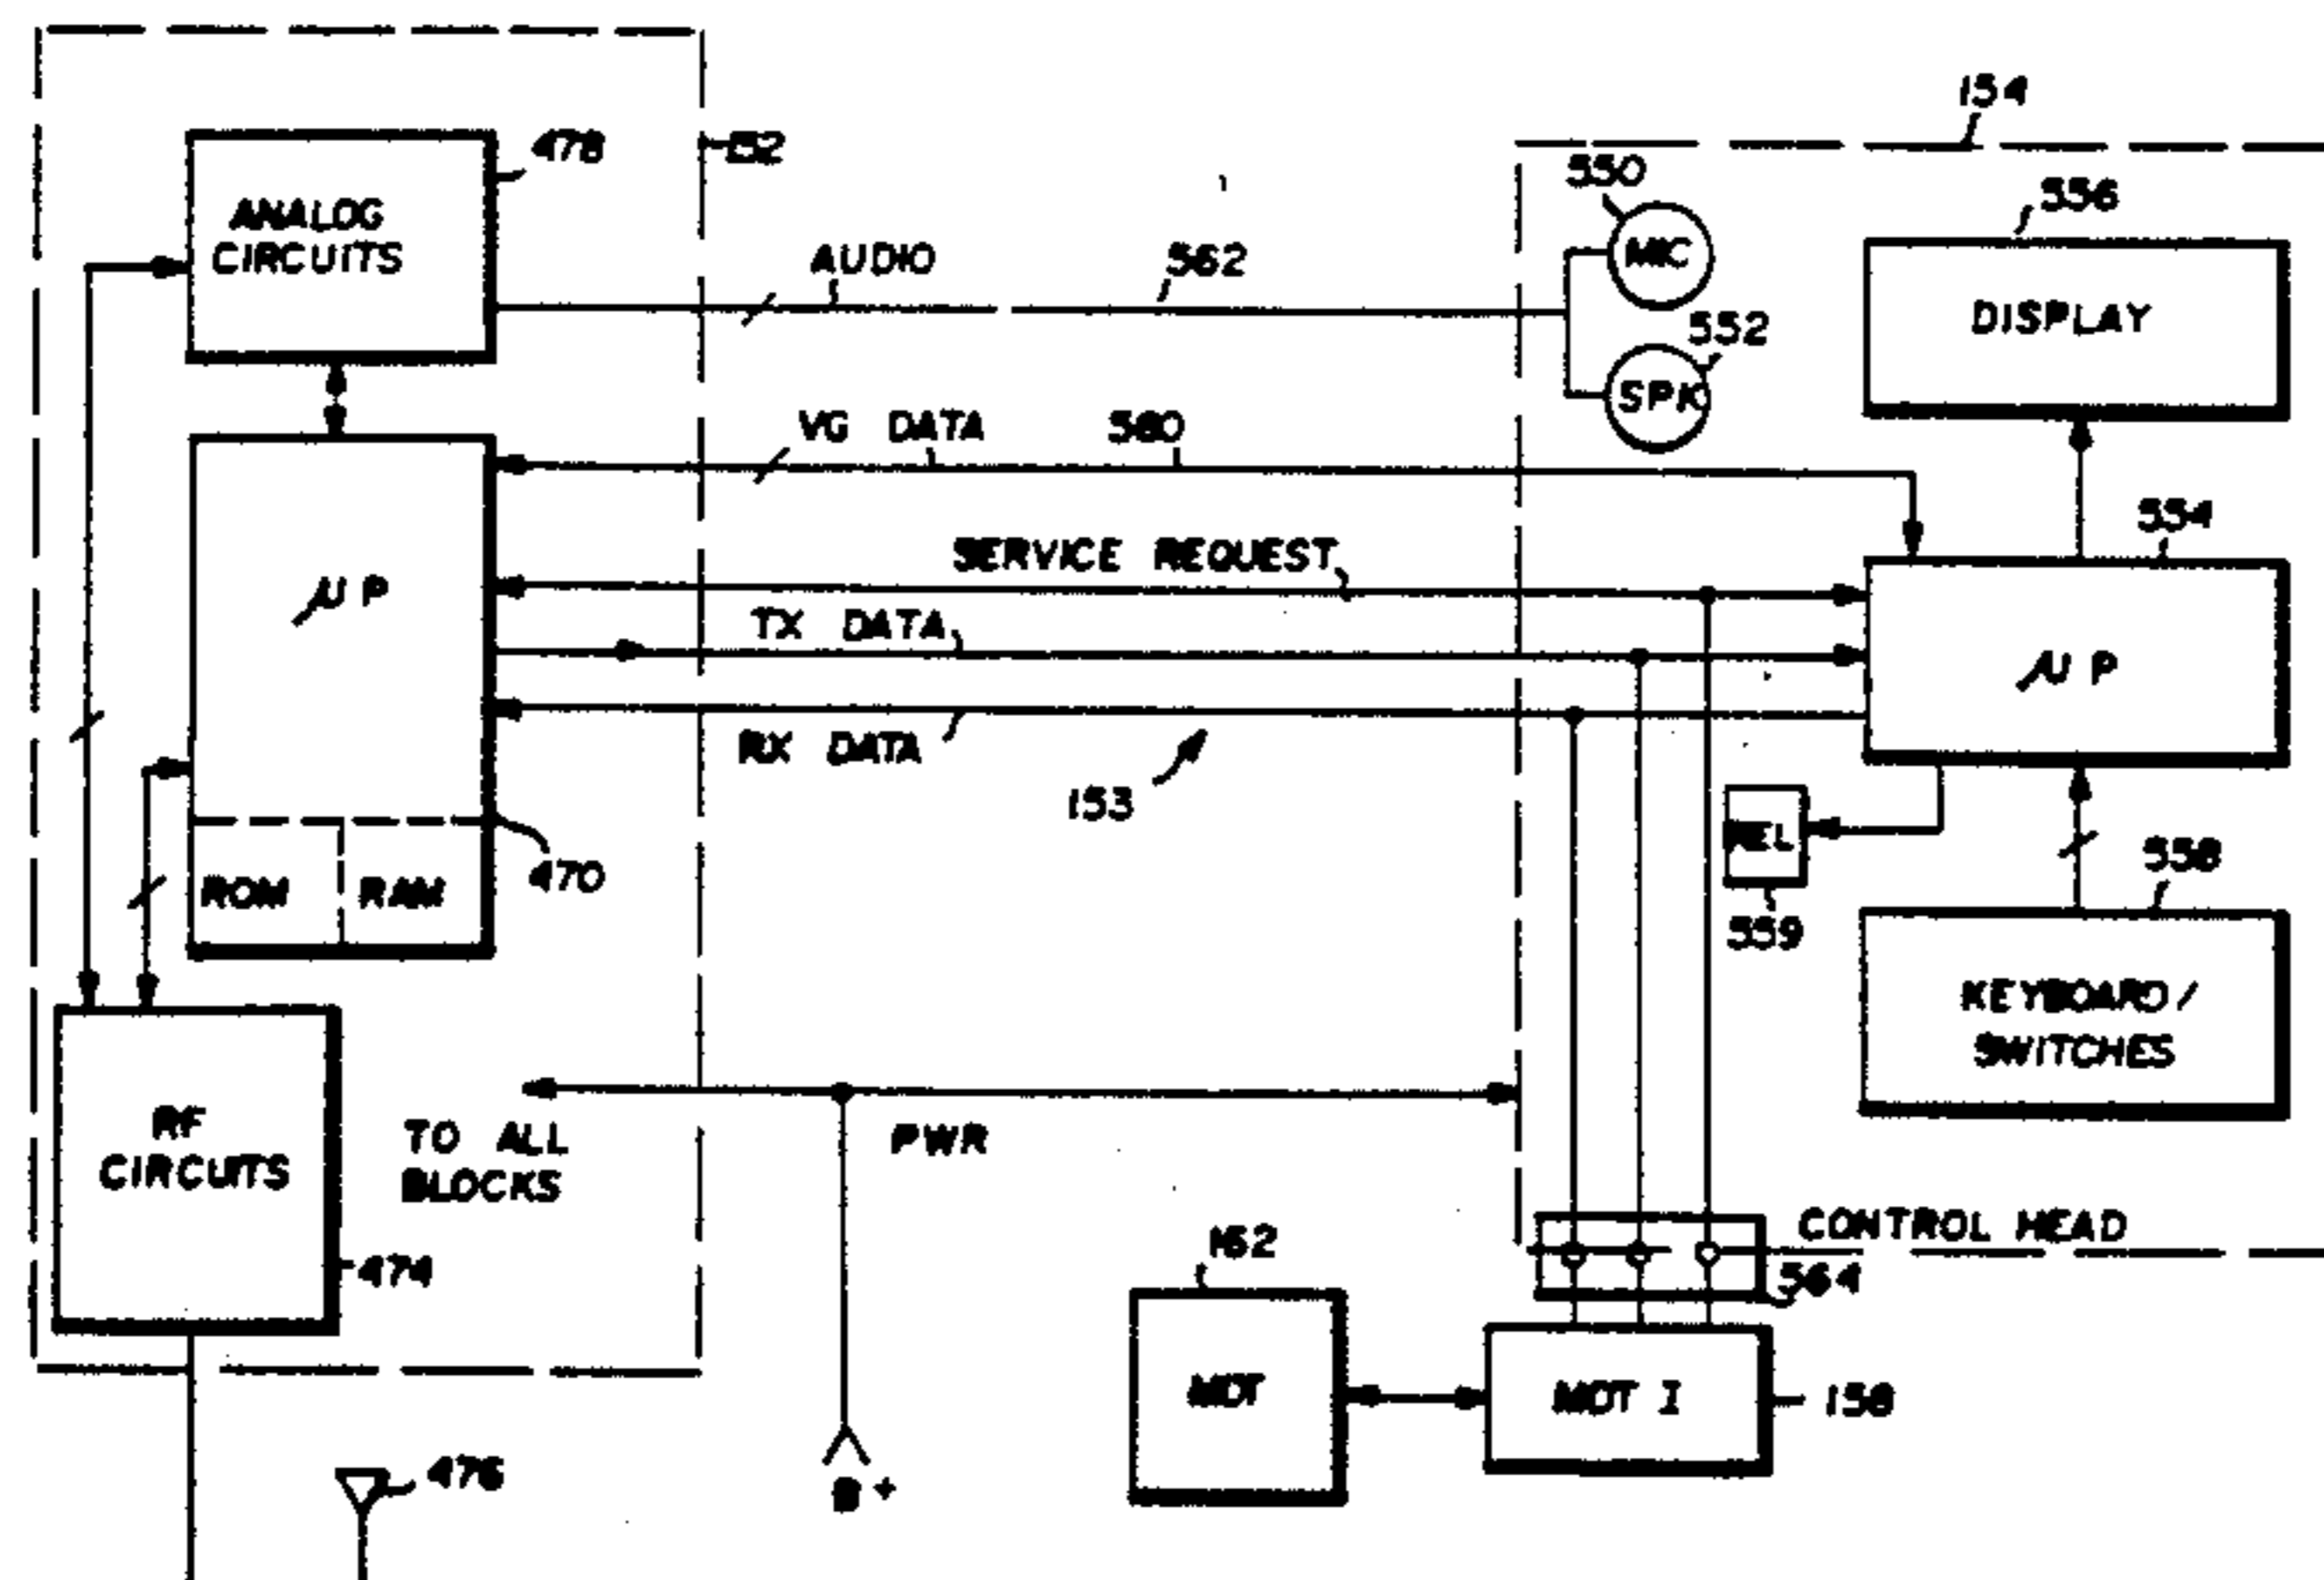 154
478
152
550
556
ANALOG
CIRCUITS
MIC
AUDIO
562
DISPLAY
552
SPK
VG DATA
560
554
SERVICE REQUEST
µP
TX DATA
µP
RX DATA
153
REL
470
558
ROM
RAM
559
KEYBOARD/
SWITCHES
RF
CIRCUITS
TO ALL
BLOCKS
PWR
CONTROL HEAD
162
474
564
MDT
MDT I
158
476
B+